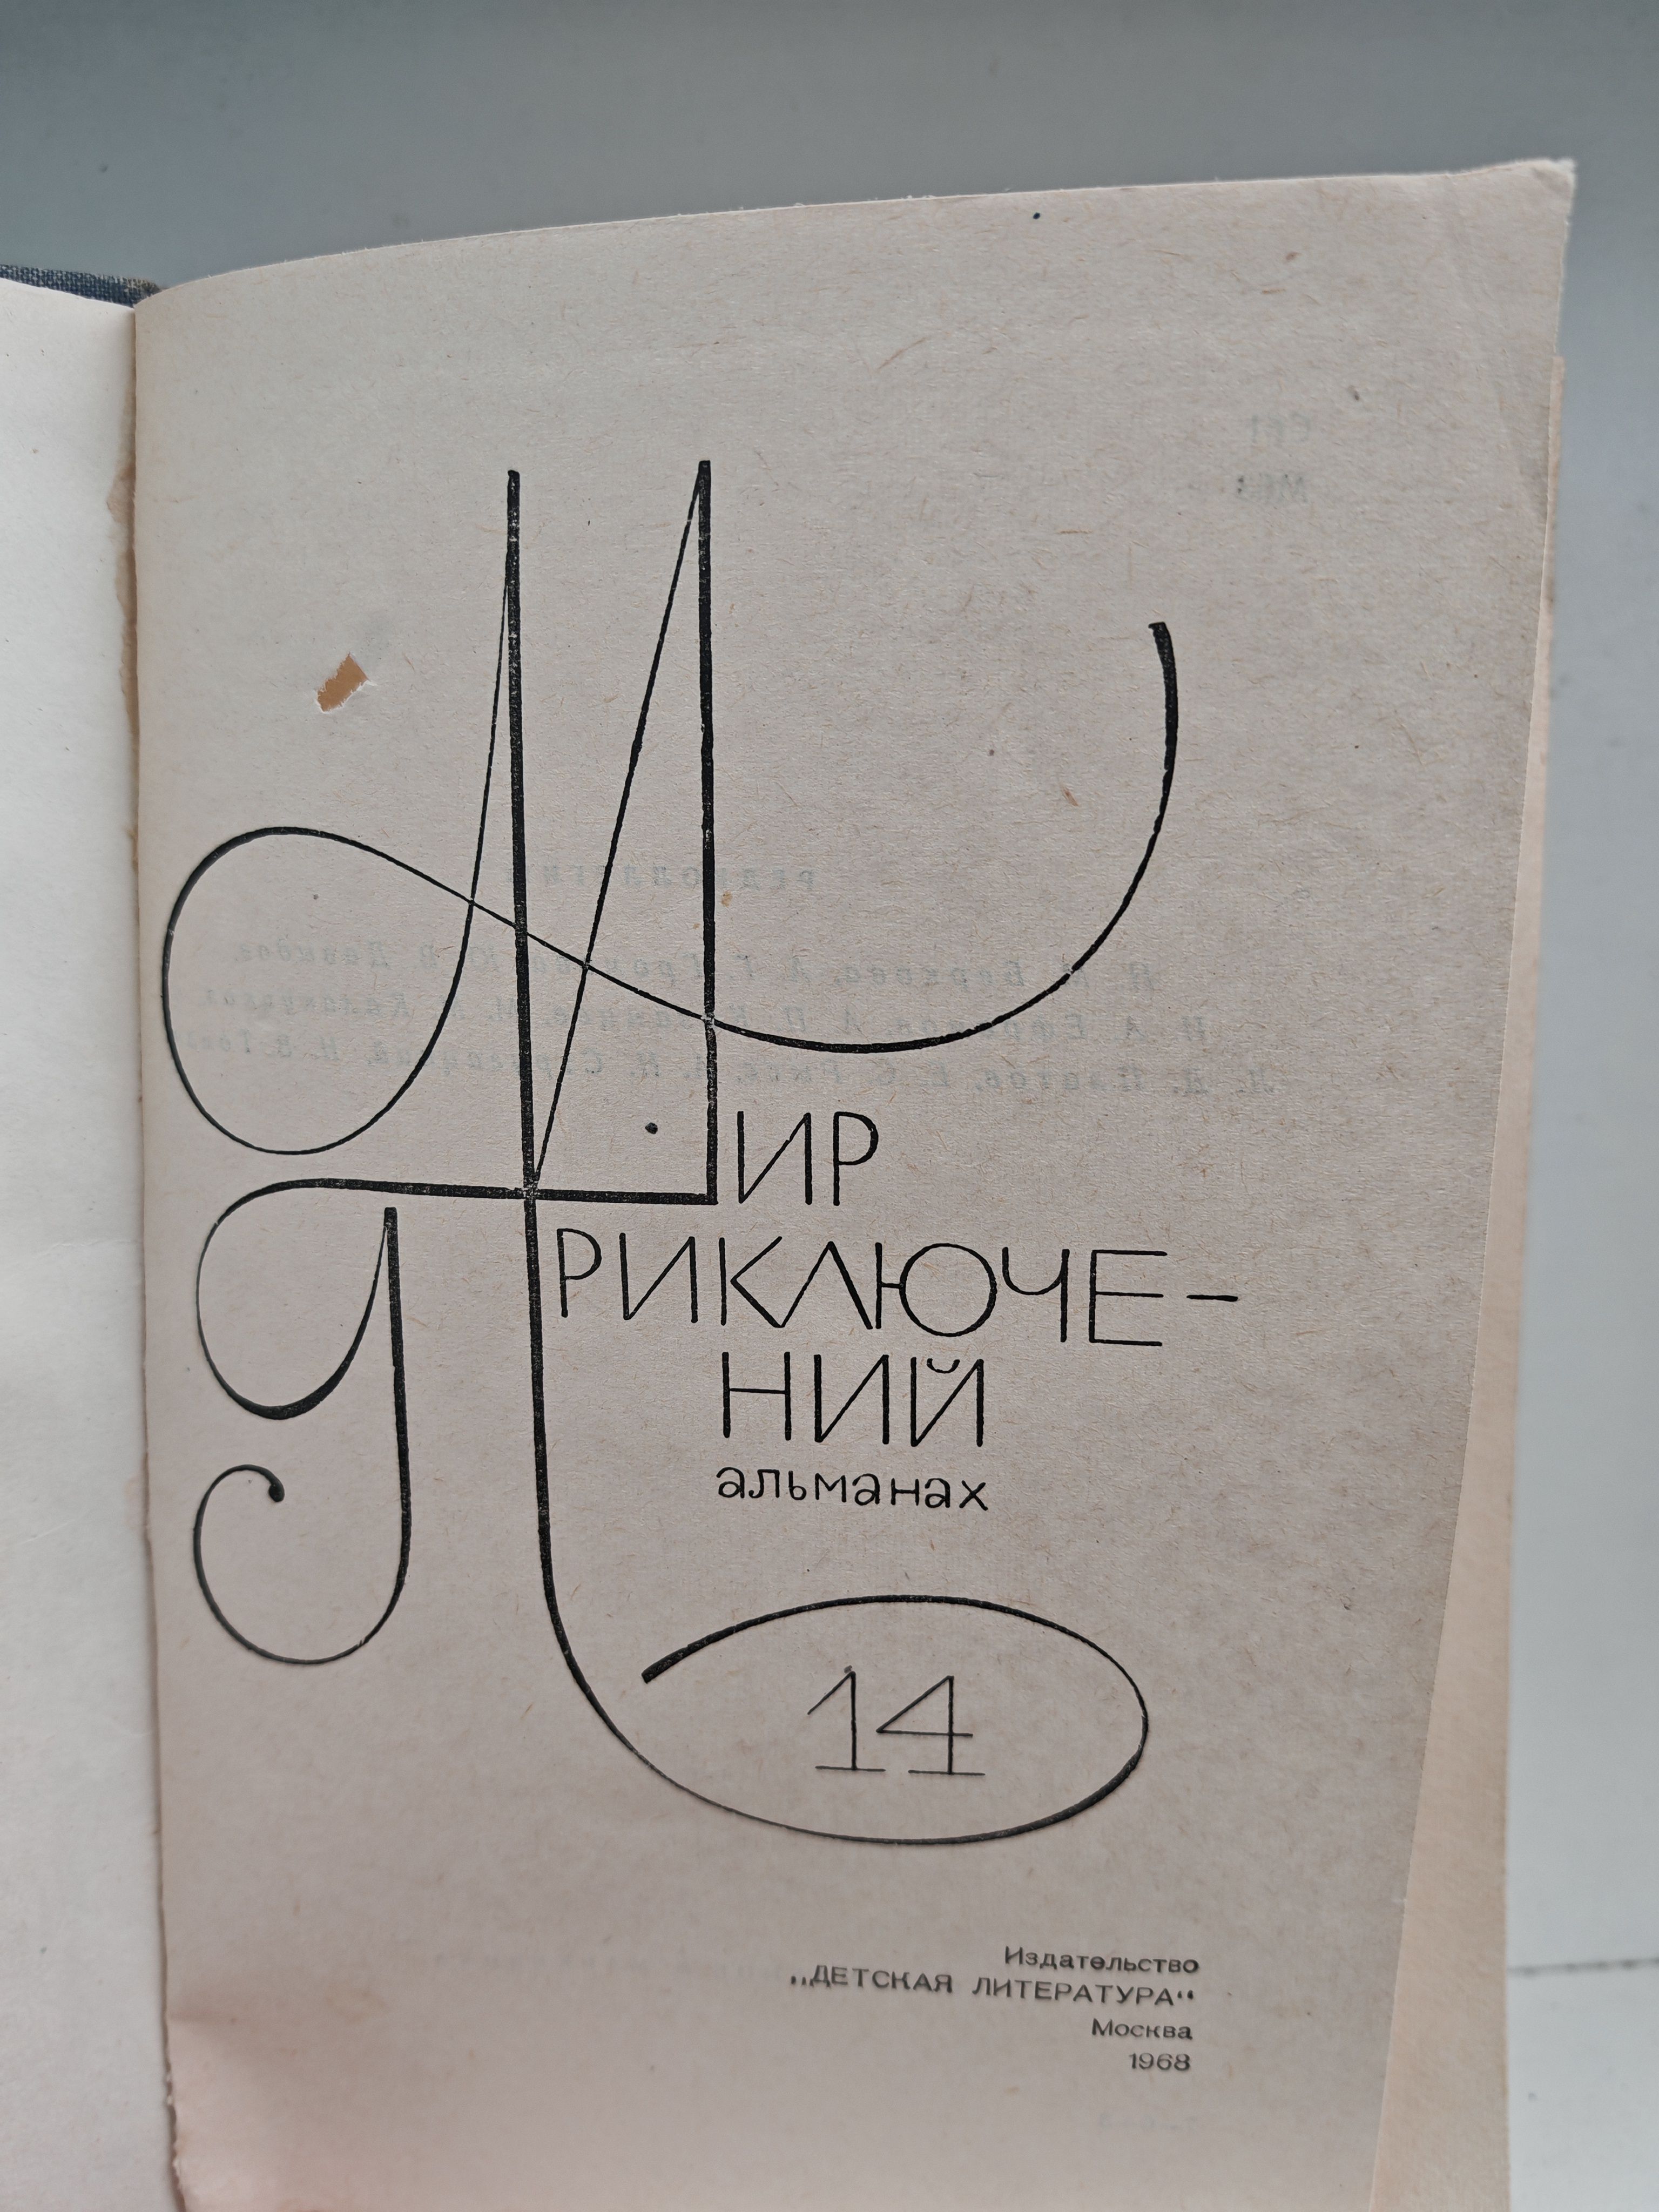 МИР
ПРИКЛЮЧЕ-
НИЙ
альманах
14
Издательство
„ДЕТСКАЯ ЛИТЕРАТУРА“
Москва
1968